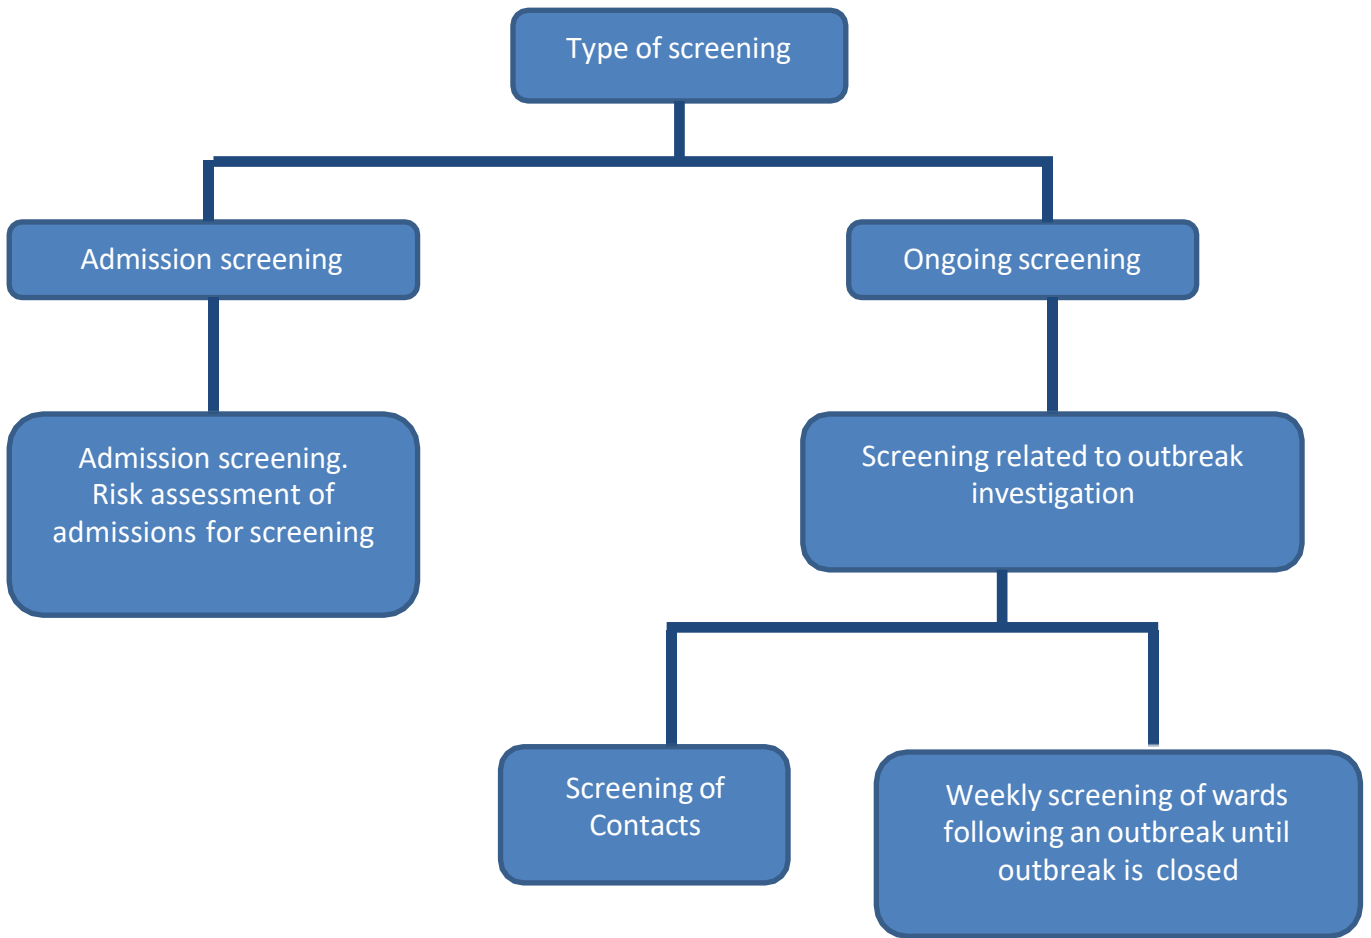 Type of screening
Admission screening
Ongoing screening
Admission screening.
Risk assessment of
admissions for screening
Screening related to outbreak
investigation
Screening of
Contacts
Weekly screening of wards
following an outbreak until
outbreak is closed